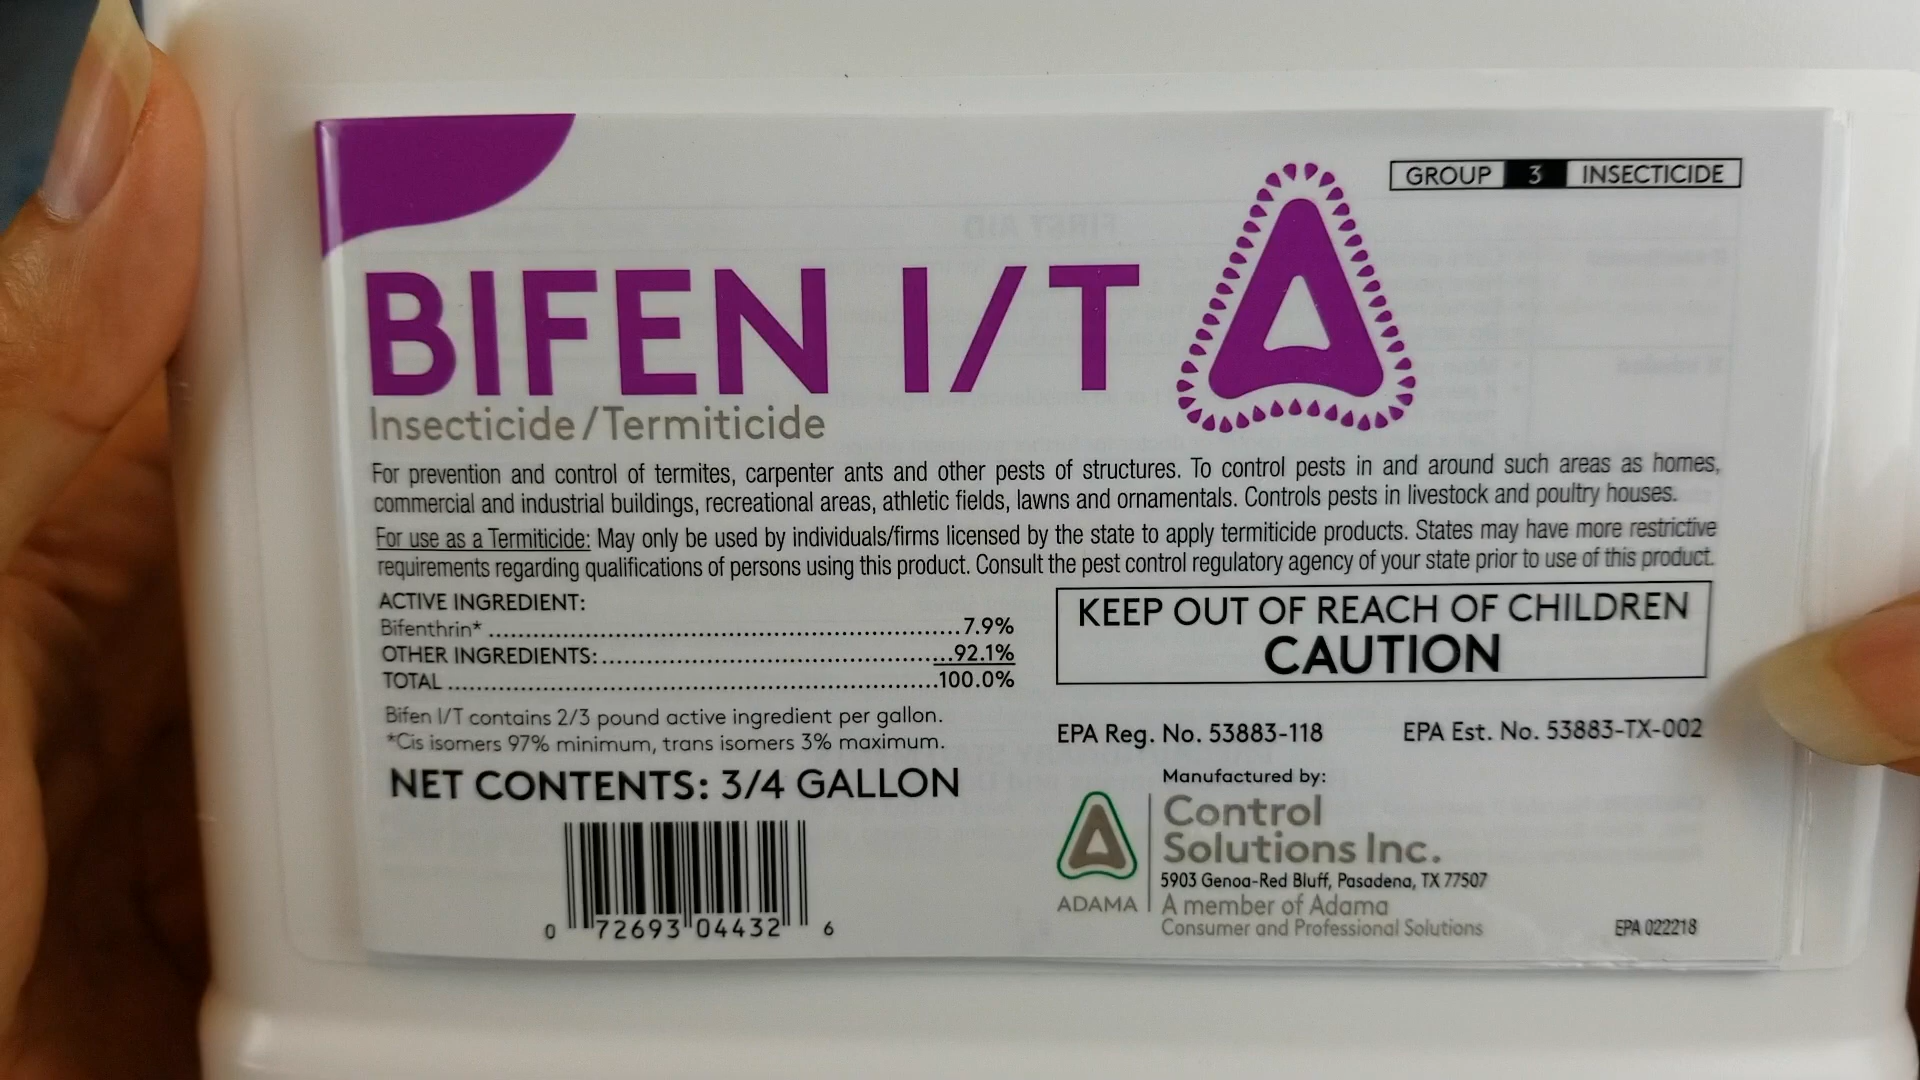 GROUP 3 INSECTICIDE
BIFEN I/T
Insecticide/Termiticide
For prevention and control of termites, carpenter ants and other pests of structures. To control pests in and around such areas as homes,
commercial and industrial buildings, recreational areas, athletic fields, lawns and ornamentals. Controls pests in livestock and poultry houses.
For use as a Termiticide: May only be used by individuals/firms licensed by the state to apply termiticide products. States may have more restrictive
requirements regarding qualifications of persons using this product. Consult the pest control regulatory agency of your state prior to use of this product.
ACTIVE INGREDIENT:
Bifenthrin* ........................................................7.9%
OTHER INGREDIENTS:..........................................92.1%
TOTAL ............................................................100.0%
Bifen I/T contains 2/3 pound active ingredient per gallon.
*Cis isomers 97% minimum, trans isomers 3% maximum.
NET CONTENTS: 3/4 GALLON
0 72693 04432 6
KEEP OUT OF REACH OF CHILDREN
CAUTION
EPA Reg. No. 53883-118 EPA Est. No. 53883-TX-002
Manufactured by:
Control
Solutions Inc.
5903 Genoa-Red Bluff, Pasadena, TX 77507
ADAMA
A member of Adama
Consumer and Professional Solutions
EPA 022218
FIRST AID